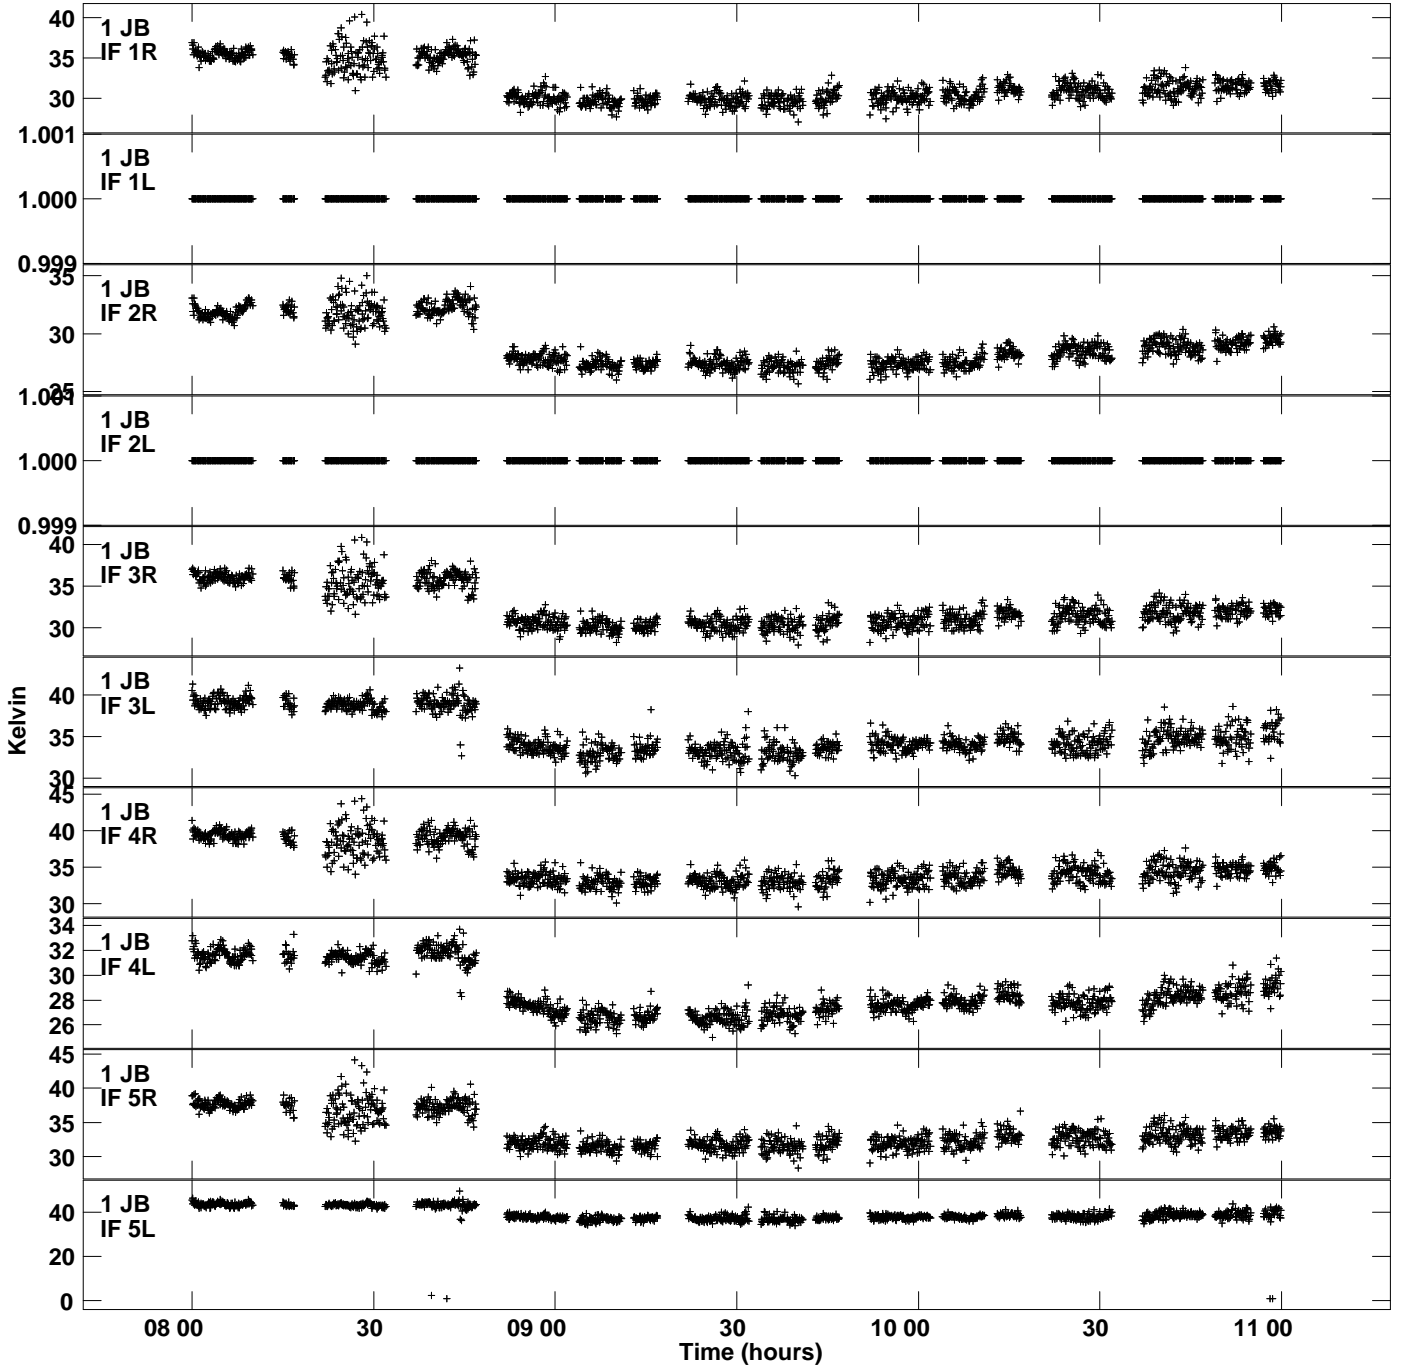 40
1 JB
IF 1R
35
30
1.001
1 JB
IF 1L
1.000
0.999
35
1 JB
IF 2R
30
25
1.001
1 JB
IF 2L
1.000
0.999
40
1 JB
IF 3R
35
30
1 JB
IF 3L
40
35
30
45
1 JB
IF 4R
40
35
30
34
1 JB
IF 4L
32
30
28
26
45
1 JB
IF 5R
40
35
30
1 JB
IF 5L
40
20
0
Kelvin
08 00 30 09 00 30 10 00 30 11 00
Time (hours)